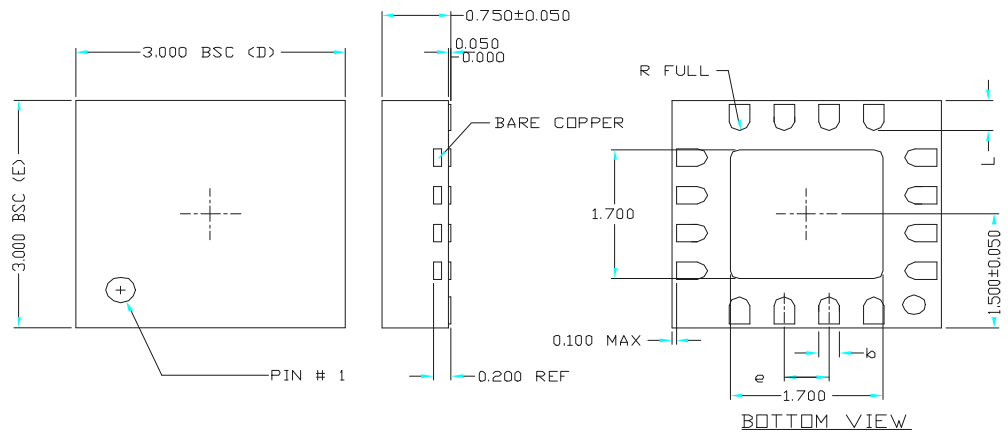 0.750±0.050
0.050
0.000
3.000 BSC (D)
R FULL
BARE COPPER
3.000 BSC (E)
1.700
L
1.500±0.050
0.100 MAX
b
e
PIN # 1
0.200 REF
1.700
BOTTOM VIEW